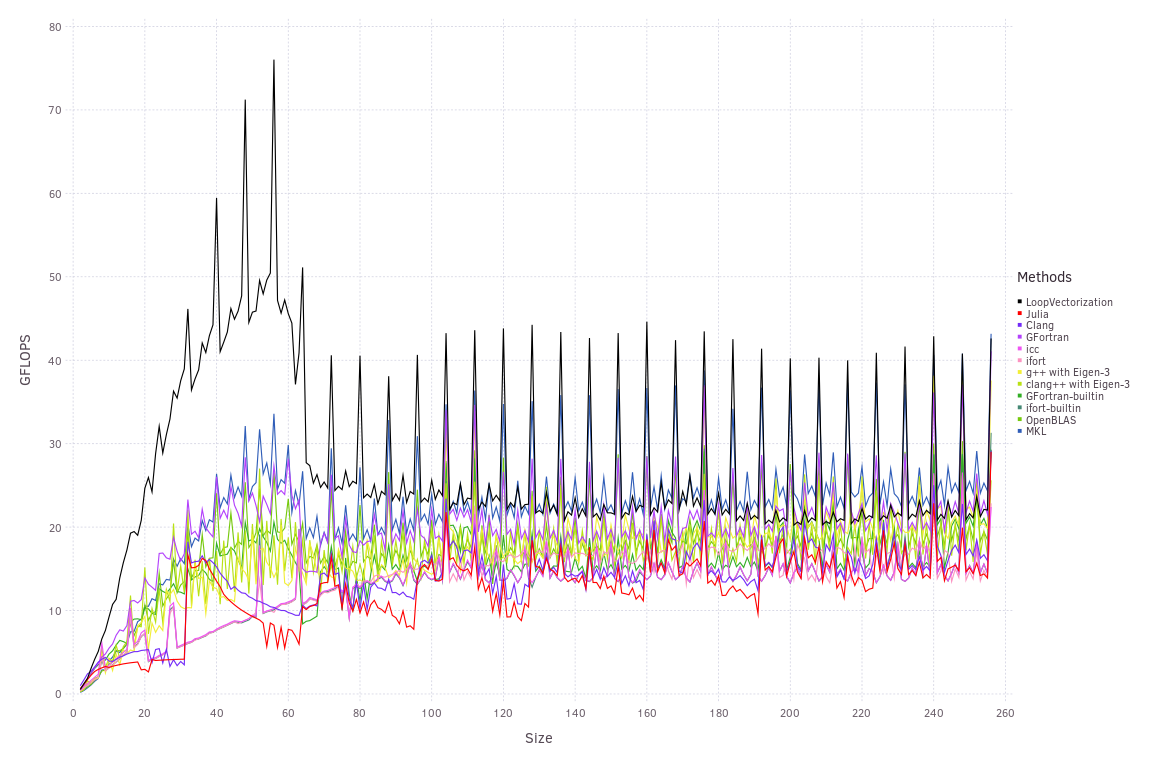 80
70
60
50
40
30
20
10
0
GFLOPS
0 20 40 60 80 100 120 140 160 180 200 220 240 260
Size
Methods
LoopVectorization
Julia
Clang
GFortran
icc
ifort
g++ with Eigen-3
clang++ with Eigen-3
GFortran-builtin
ifort-builtin
OpenBLAS
MKL